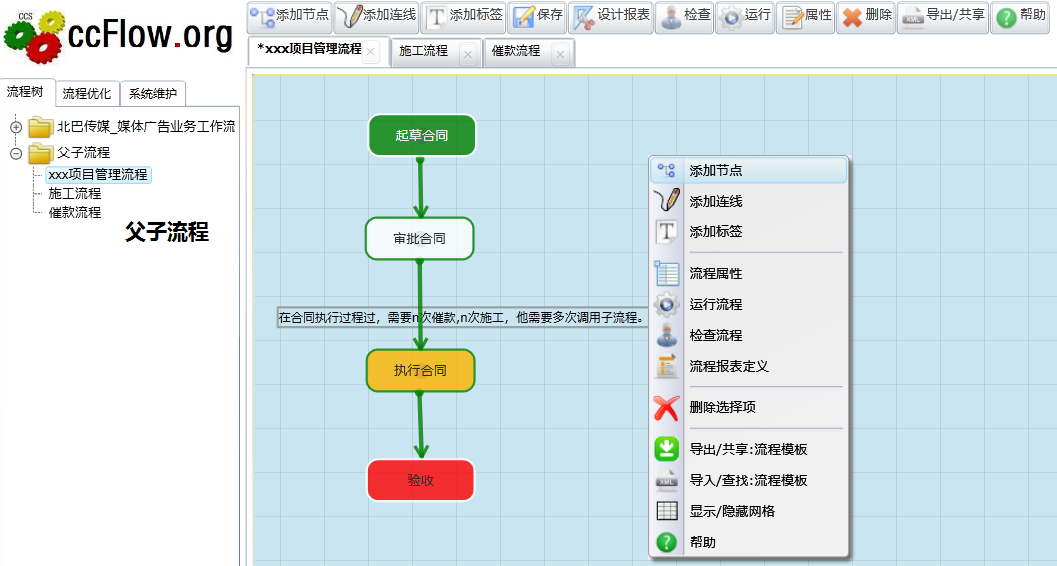 CCS
ccFlow.org
添加节点 添加连线 添加标签 保存 设计报表 检查 运行 属性 删除 导出/共享 帮助
*xxx项目管理流程 施工流程 催款流程
流程树 流程优化 系统维护
北巴传媒_媒体广告业务工作流
父子流程
xxx项目管理流程
施工流程
催款流程
父子流程
起草合同
审批合同
在合同执行过程过，需要n次催款,n次施工，他需要多次调用子流程。
执行合同
验收
添加节点
添加连线
添加标签
流程属性
运行流程
检查流程
流程报表定义
删除选择项
导出/共享:流程模板
XML 导入/查找:流程模板
显示/隐藏网格
帮助